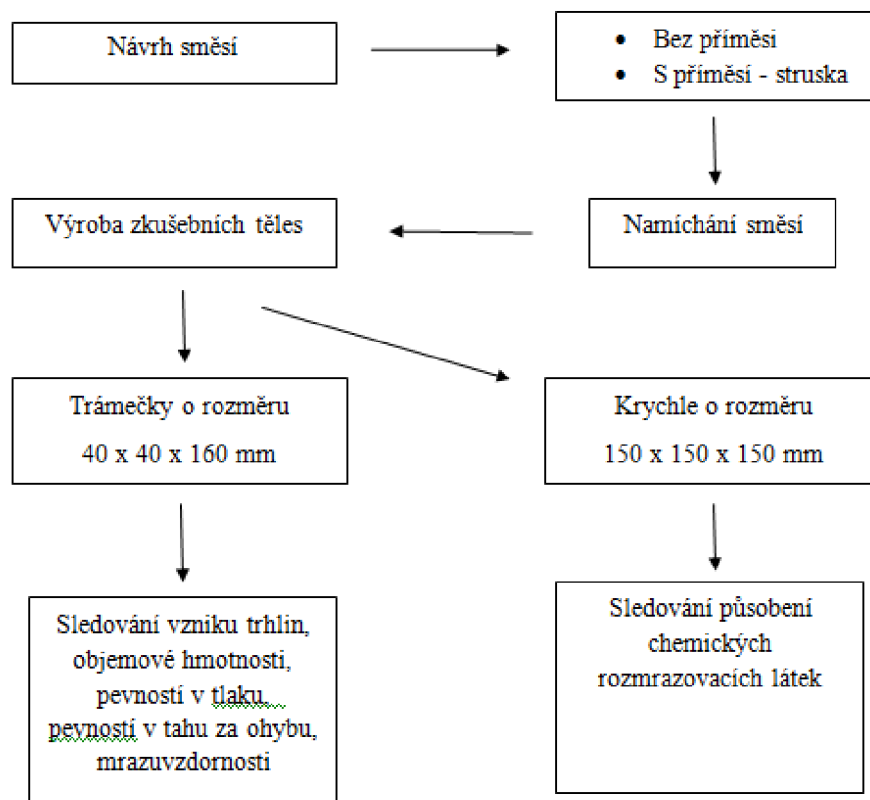 Návrh směsí
• Bez příměsi
• S příměsí - struska
Výroba zkušebních těles
Namíchání směsí
Trámečky o rozměru
40 x 40 x 160 mm
Krychle o rozměru
150 x 150 x 150 mm
Sledování vzniku trhlin,
objemové hmotnosti,
pevností v tlaku,
pevností v tahu za ohybu,
mrazuvzdornosti
Sledování působení
chemických
rozmrazovacích látek